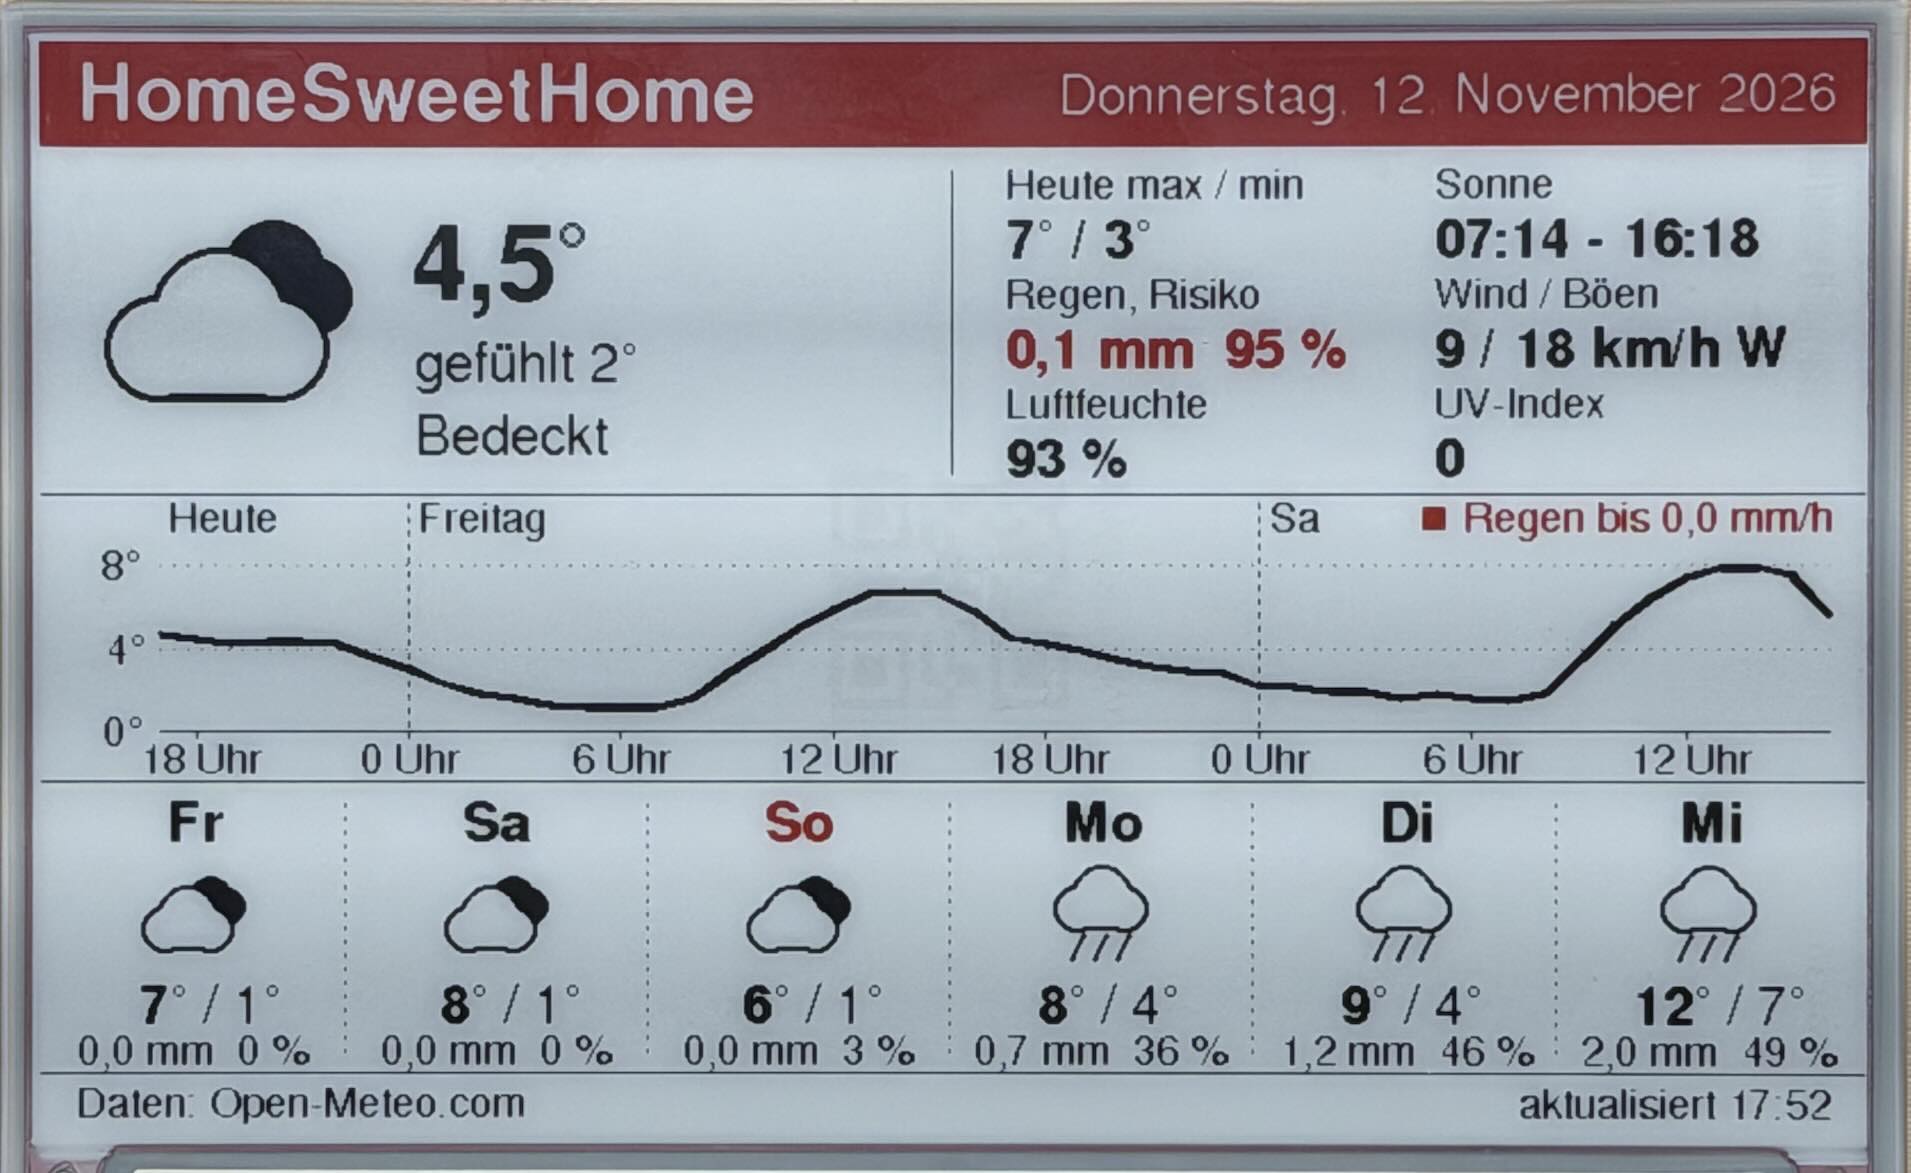 HomeSweetHome
Donnerstag, 12. November 2026
4,5°
gefühlt 2°
Bedeckt
Heute max / min
7° / 3°
Regen, Risiko
0,1 mm 95 %
Luftfeuchte
93 %
Sonne
07:14 - 16:18
Wind / Böen
9 / 18 km/h W
UV-Index
0
Heute Freitag Sa ■ Regen bis 0,0 mm/h
8°
4°
0°
18 Uhr 0 Uhr 6 Uhr 12 Uhr 18 Uhr 0 Uhr 6 Uhr 12 Uhr
Fr Sa So Mo Di Mi
7° / 1° 8° / 1° 6° / 1° 8° / 4° 9° / 4° 12° / 7°
0,0 mm 0 % 0,0 mm 0 % 0,0 mm 3 % 0,7 mm 36 % 1,2 mm 46 % 2,0 mm 49 %
Daten: Open-Meteo.com aktualisiert 17:52